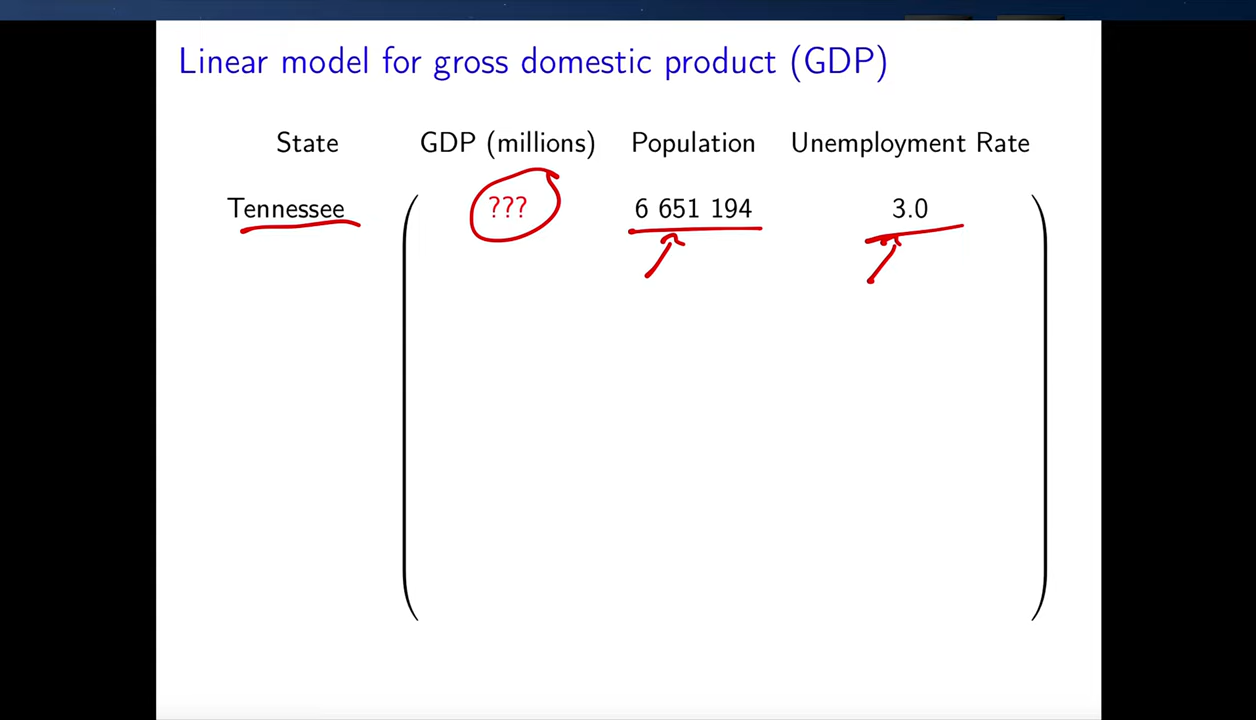 Linear model for gross domestic product (GDP)
State GDP (millions) Population Unemployment Rate
Tennessee ??? 6 651 194 3.0